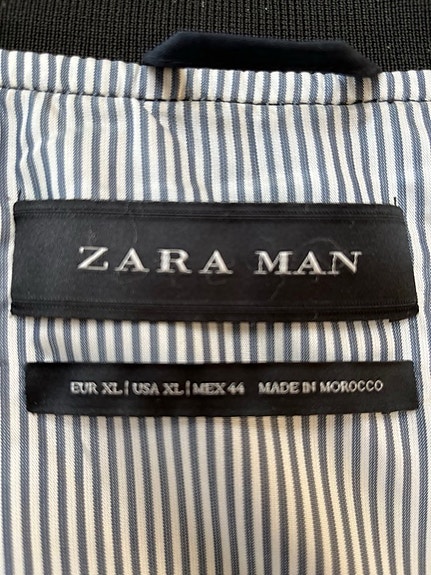 ZARA MAN
EUR XL | USA XL | MEX 44 MADE IN MOROCCO